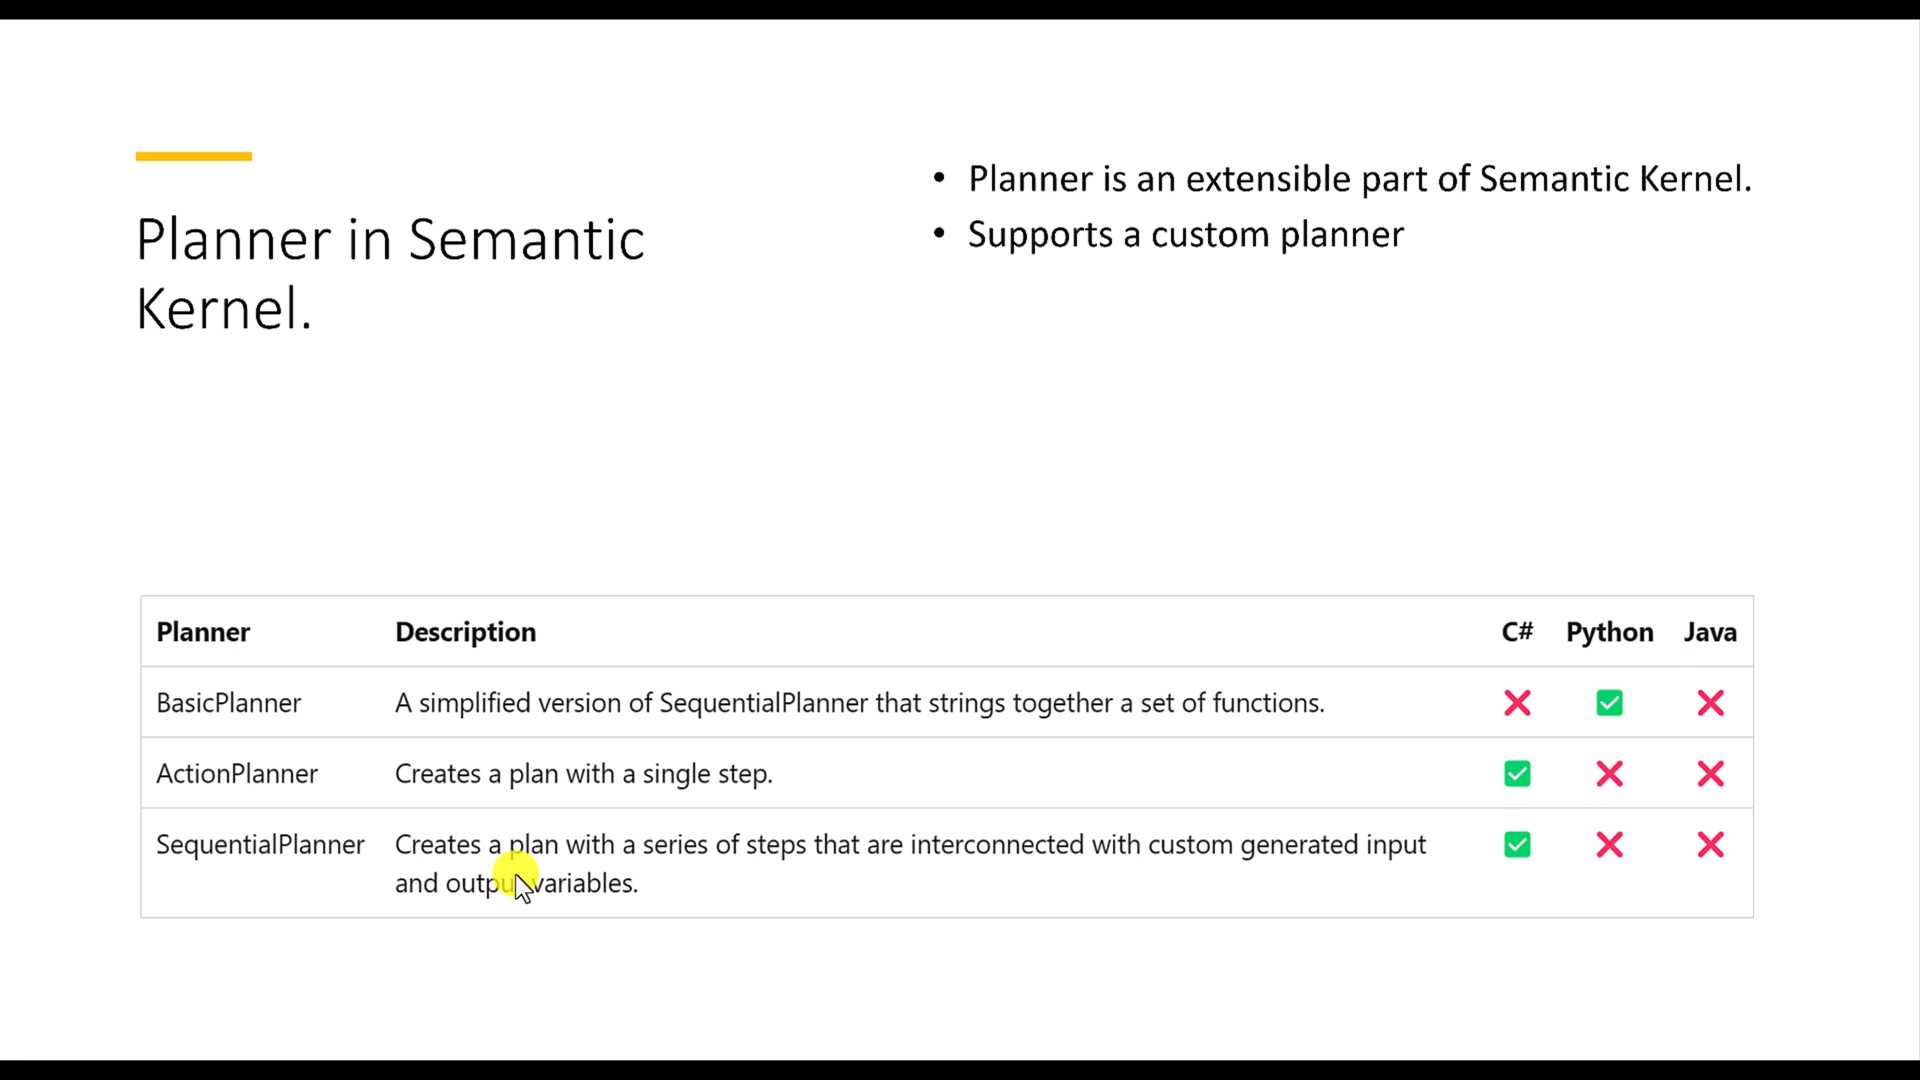 Planner in Semantic
Kernel.
• Planner is an extensible part of Semantic Kernel.
• Supports a custom planner
Planner Description C# Python Java
BasicPlanner A simplified version of SequentialPlanner that strings together a set of functions. ❌ ✅ ❌
ActionPlanner Creates a plan with a single step. ✅ ❌ ❌
SequentialPlanner Creates a plan with a series of steps that are interconnected with custom generated input ✅ ❌ ❌
and output variables.